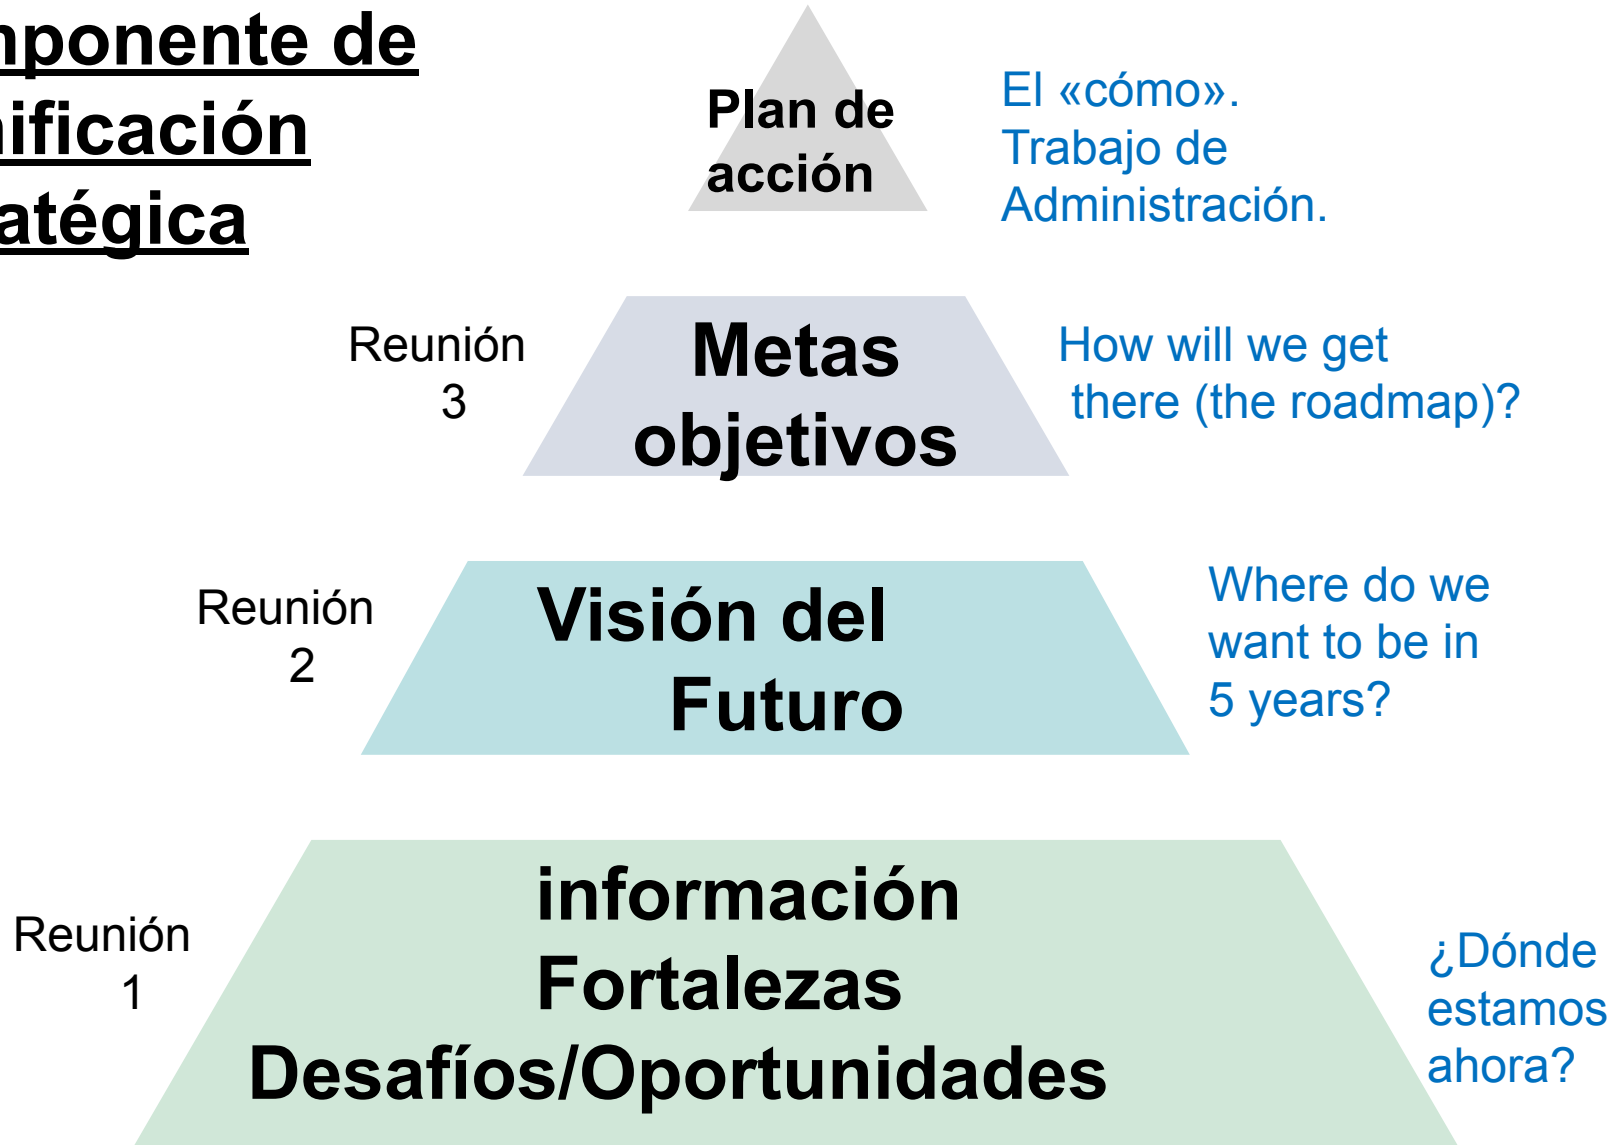 mponente de
nificación
atégica
Plan de
acción
El «cómo».
Trabajo de
Administración.
Reunión
3
Metas
objetivos
How will we get
there (the roadmap)?
Reunión
2
Visión del
Futuro
Where do we
want to be in
5 years?
Reunión
1
información
Fortalezas
Desafíos/Oportunidades
¿Dónde
estamos
ahora?